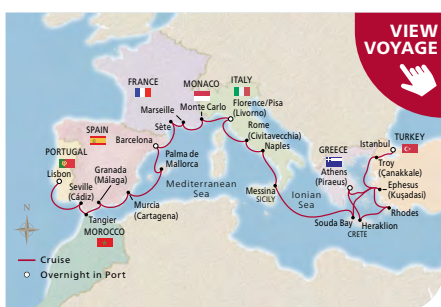 VIEW
VOYAGE
FRANCE
MONACO
ITALY
Marseille
Monte Carlo
Florence/Pisa
(Livorno)
Sète
SPAIN
Barcelona
Rome
(Civitavecchia)
Naples
PORTUGAL
Lisbon
Granada
(Málaga)
Palma de
Mallorca
Mediterranean
Sea
Seville
(Cádiz)
Murcia
(Cartagena)
Tangier
MOROCCO
Messina
SICILY
Ionian
Sea
GREECE
Athens
(Piraeus)
Istanbul
TURKEY
Troy
(Çanakkale)
Ephesus
(Kuşadasi)
Rhodes
Souda Bay
CRETE
Heraklion
N
Cruise
Overnight in Port